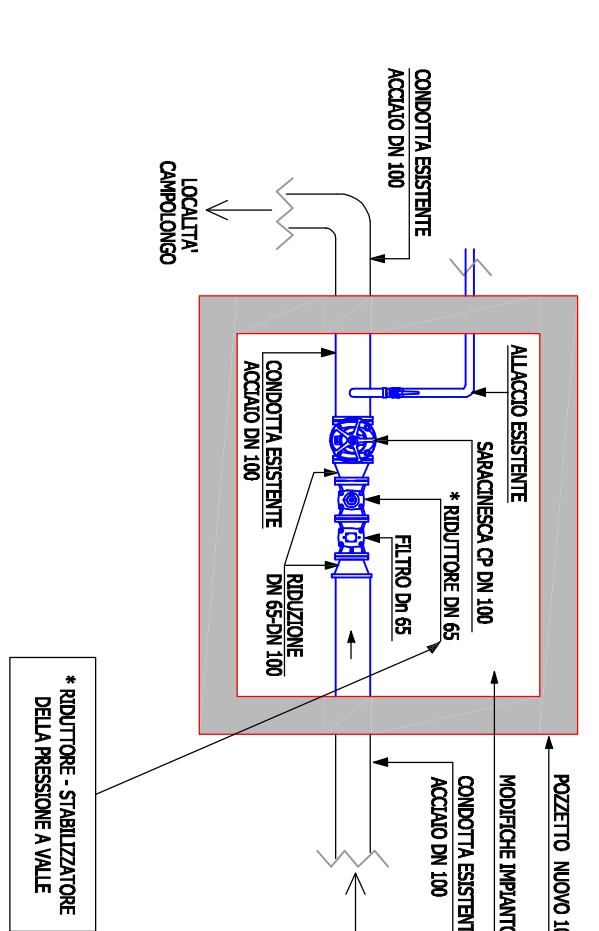 CONDOTTA ESISTENTE
ACCIAIO DN 100
LOCALITA'
CAMPOLONGO
ALLACCIO ESISTENTE
SARACINESCA CP DN 100
* RIDUTTORE DN 65
FILTRO Dn 65
CONDOTTA ESISTENTE
ACCIAIO DN 100
RIDUZIONE
DN 65-DN 100
* RIDUTTORE - STABILIZZATORE
DELLA PRESSIONE A VALLE
POZZETTO NUOVO
MODIFICHE IMPIANTO
CONDOTTA
ACCIAIO DN 100